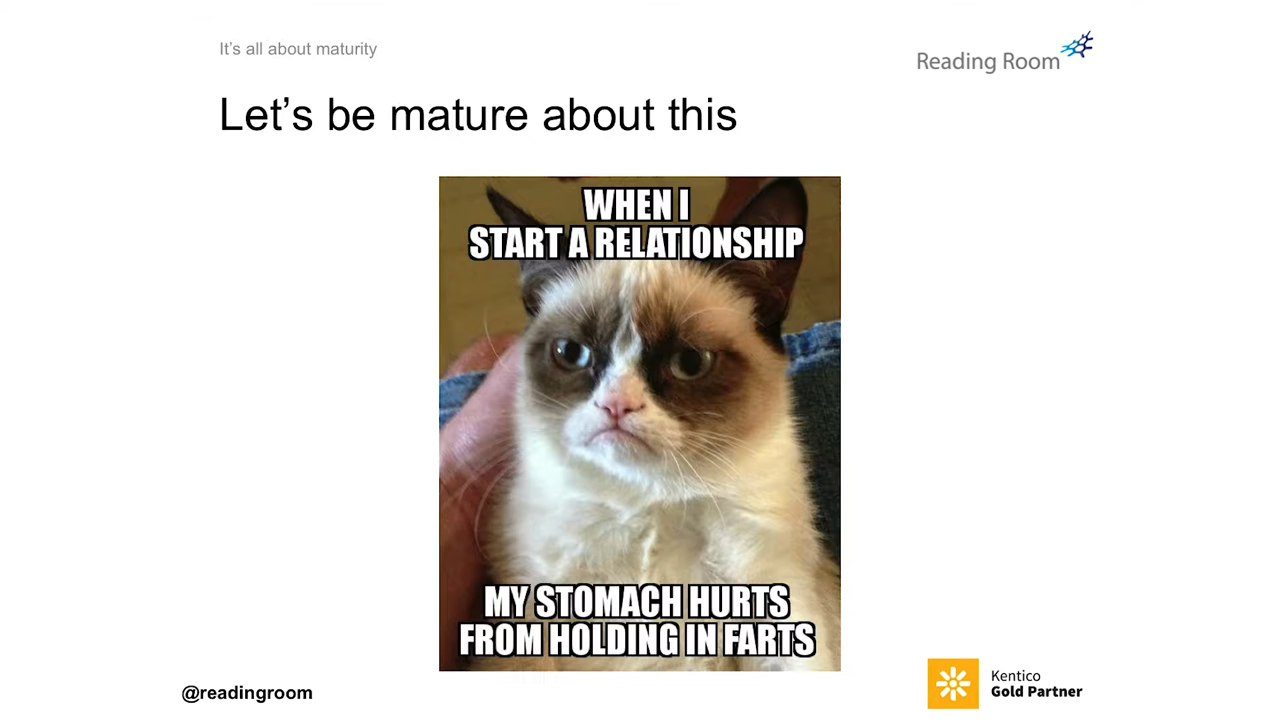 It's all about maturity
Reading Room
Let's be mature about this
WHEN I
START A RELATIONSHIP
MY STOMACH HURTS
FROM HOLDING IN FARTS
@readingroom
Kentico
Gold Partner